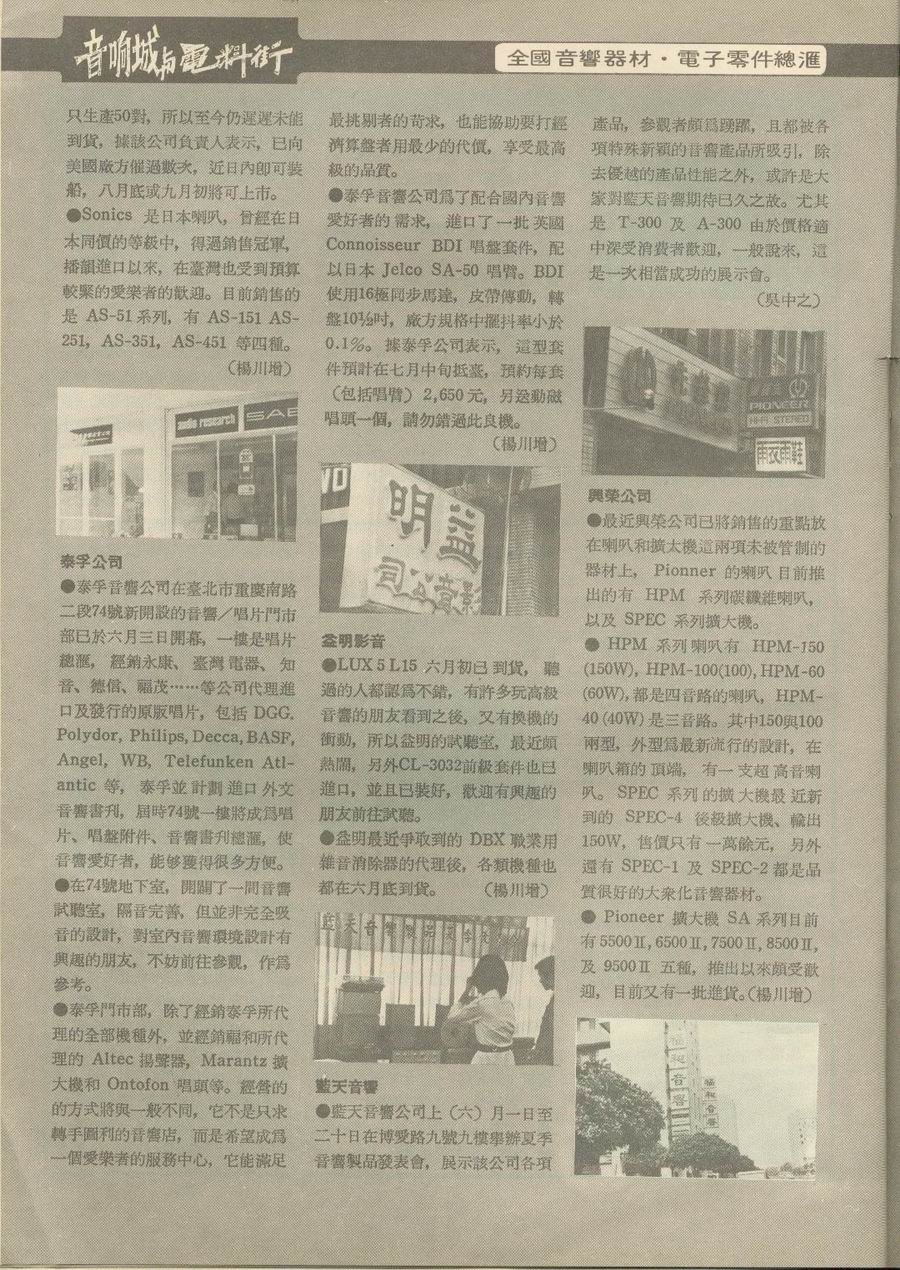 音响城与電料街
全國音響器材・電子零件總滙
只生產50對，所以至今仍遲遲未能
到貨，據該公司負責人表示，已向
美國廠方催過數次，近日內卽可裝
船，八月底或九月初將可上市。
●Sonics 是日本喇叭，曾經在日
本同價的等級中，得過銷售冠軍，
播韻進口以來，在臺灣也受到預算
較緊的愛樂者的歡迎。目前銷售的
是 AS-51系列，有 AS-151 AS-
251, AS-351, AS-451 等四種。
（楊川增）
audio research
SAE
泰孚公司
●泰孚音響公司在臺北市重慶南路
二段74號新開設的音響／唱片門市
部已於六月三日開幕，一樓是唱片
總滙，經銷永康、臺灣電器、知
音、德信、福茂……等公司代理進
口及發行的原版唱片，包括 DGG.
Polydor, Philips, Decca, BASF,
Angel, WB, Telefunken Atl-
antic 等，泰孚並計劃進口外文
音響書刊，屆時74號一樓將成爲唱
片、唱盤附件、音響書刊總滙，使
音響愛好者，能够獲得很多方便。
●在74號地下室，開闢了一間音響
試聽室，隔音完善，但並非完全吸
音的設計，對室內音響環境設計有
興趣的朋友，不妨前往參觀，作爲
參考。
●泰孚門市部，除了經銷泰孚所代
理的全部機種外，並經銷福和所代
理的 Altec 揚聲器，Marantz 擴
大機和 Ontofon 唱頭等。經營的
的方式將與一般不同，它不是只求
轉手圖利的音響店，而是希望成爲
一個愛樂者的服務中心，它能滿足
最挑剔者的苛求，也能協助要打經
濟算盤者用最少的代價，享受最高
級的品質。
●泰孚音響公司爲了配合國內音響
愛好者的需求，進口了一批英國
Connoisseur BDI 唱盤套件，配
以日本 Jelco SA-50 唱臂。BDI
使用16極同步馬達，皮帶傳動，轉
盤10½吋，廠方規格中擺抖率小於
0.1%。據泰孚公司表示，這型套
件預計在七月中旬抵臺，預約每套
（包括唱臂）2,650元，另送動磁
唱頭一個，請勿錯過此良機。
（楊川增）
益明
公司
益明影音
●LUX 5 L15 六月初已到貨，聽
過的人都認爲不錯，有許多玩高級
音響的朋友看到之後，又有換機的
衝動，所以益明的試聽室，最近頗
熱鬧，另外CL-3032前級套件也已
進口，並且已裝好，歡迎有興趣的
朋友前往試聽。
●益明最近爭取到的 DBX 職業用
雜音消除器的代理後，各類機種也
都在六月底到貨。（楊川增）
藍天音響
藍天音響
●藍天音響公司上（六）月一日至
二十日在博愛路九號九樓舉辦夏季
音響製品發表會，展示該公司各項
產品，參觀者頗爲踴躍，且都被各
項特殊新穎的音響產品所吸引，除
去優越的產品性能之外，或許是大
家對藍天音響期待已久之故。尤其
是 T-300 及 A-300 由於價格適
中深受消費者歡迎，一般說來，這
是一次相當成功的展示會。
（吳中之）
PIONEER
HI-FI STEREO
雨衣雨鞋
興榮公司
●最近興榮公司已將銷售的重點放
在喇叭和擴大機這兩項未被管制的
器材上，Pionner 的喇叭目前推
出的有 HPM 系列碳纖維喇叭，
以及 SPEC 系列擴大機。
● HPM 系列喇叭有 HPM-150
(150W), HPM-100(100), HPM-60
(60W), 都是四音路的喇叭，HPM-
40 (40W) 是三音路。其中150與100
兩型，外型爲最新流行的設計，在
喇叭箱的頂端，有一支超高音喇
叭。SPEC 系列的擴大機最近新
到的 SPEC-4 後級擴大機、輸出
150W，售價只有一萬餘元，另外
還有 SPEC-1 及 SPEC-2 都是品
質很好的大衆化音響器材。
● Pioneer 擴大機 SA 系列目前
有5500Ⅱ, 6500Ⅱ, 7500Ⅱ, 8500Ⅱ,
及 9500Ⅱ 五種，推出以來頗受歡
迎，目前又有一批進貨。（楊川增）
福和音響